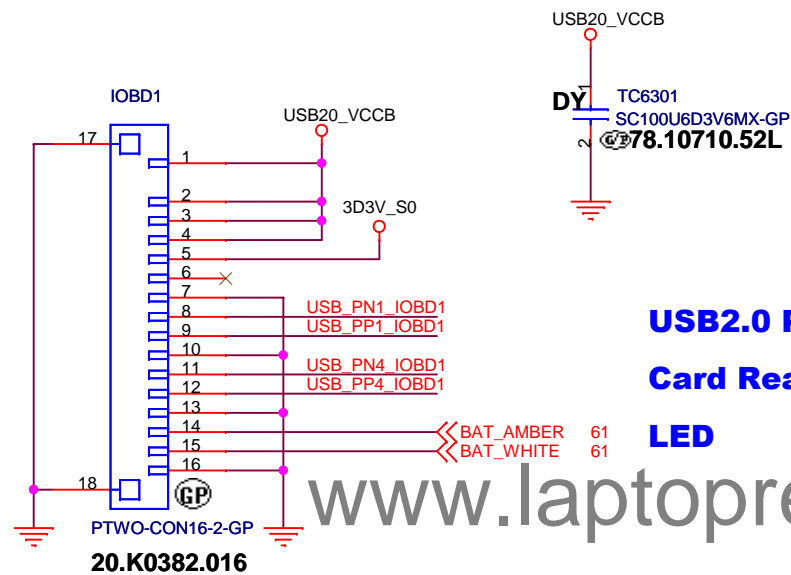 USB20_VCCB
DY
1
TC6301
SC100U6D3V6MX-GP
2
78.10710.52L
IOBD1
USB20_VCCB
17
1
2
3
4
3D3V_S0
5
6
7
8
USB_PN1_IOBD1
9
USB_PP1_IOBD1
10
11
USB_PN4_IOBD1
12
USB_PP4_IOBD1
13
14
BAT_AMBER 61
15
BAT_WHITE 61
16
18
GP
PTWO-CON16-2-GP
20.K0382.016
USB2.0 P
Card Rea
LED
www.laptopre